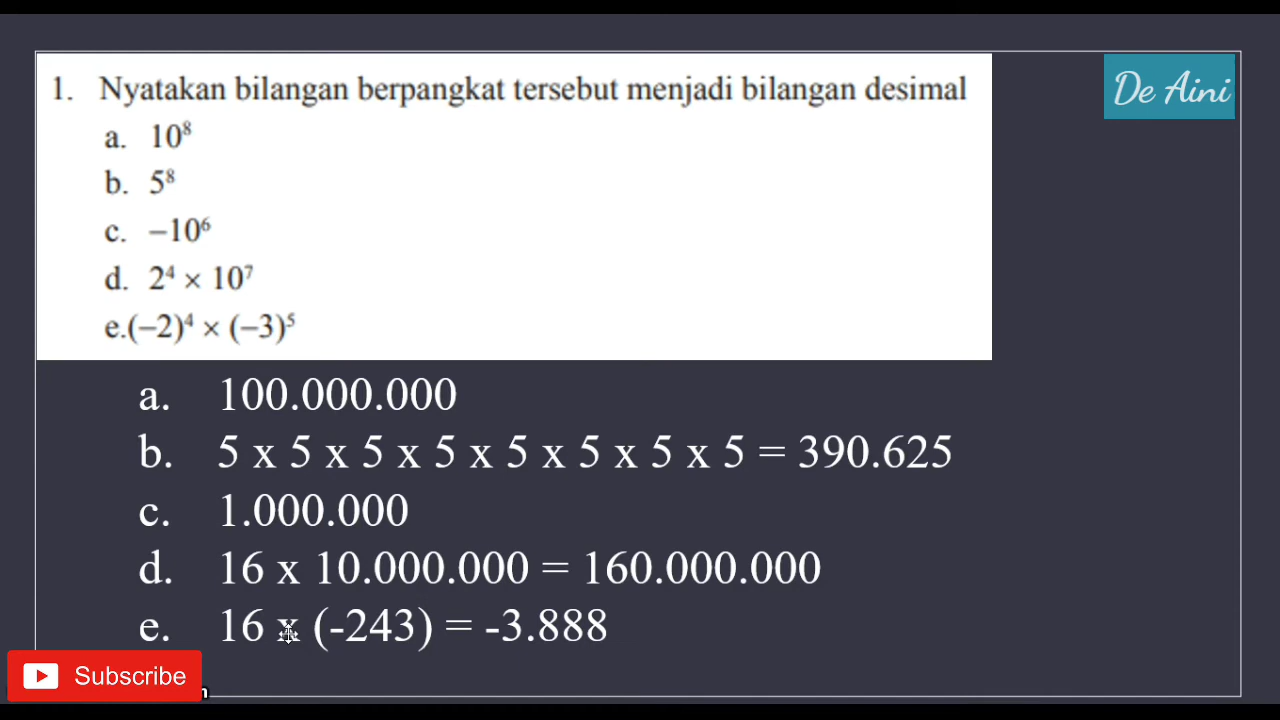 1. Nyatakan bilangan berpangkat tersebut menjadi bilangan desimal
De Aini
a. 10⁸
b. 5⁸
c. −10⁶
d. 2⁴ × 10⁷
e.(−2)⁴ × (−3)⁵
a. 100.000.000
b. 5 x 5 x 5 x 5 x 5 x 5 x 5 x 5 = 390.625
c. 1.000.000
d. 16 x 10.000.000 = 160.000.000
e. 16 x (-243) = -3.888
Subscribe